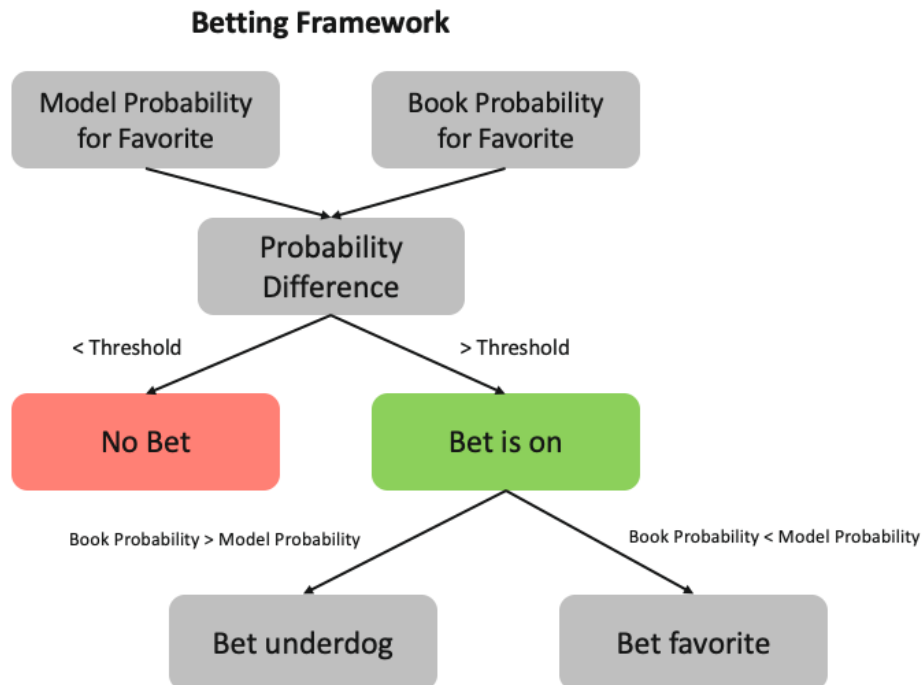 Betting Framework
Model Probability
for Favorite
Book Probability
for Favorite
Probability
Difference
< Threshold
> Threshold
No Bet
Bet is on
Book Probability > Model Probability
Book Probability < Model Probability
Bet underdog
Bet favorite